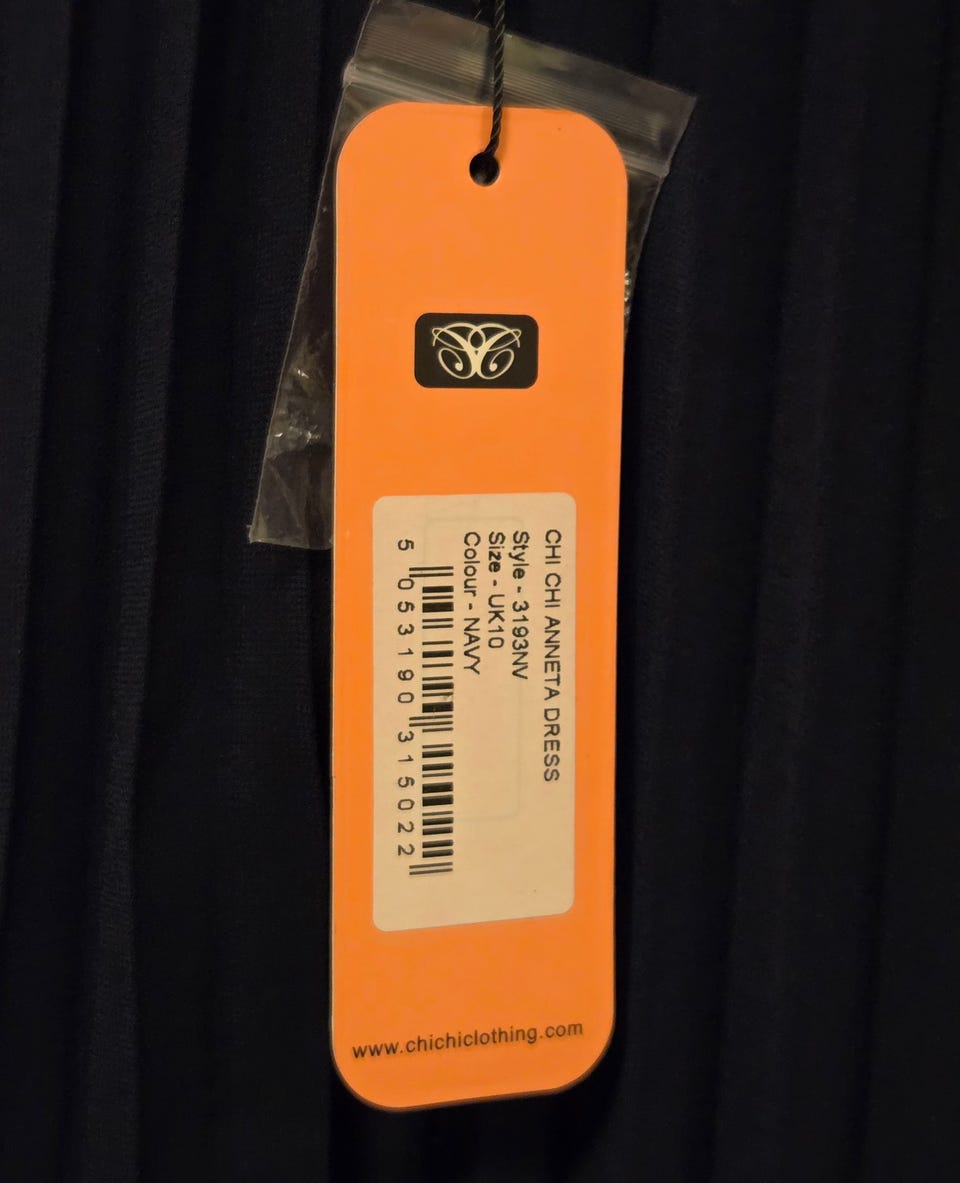 CHI CHI ANNETA DRESS
Style - 3193NV
Size - UK10
Colour - NAVY
5 053190 315022
www.chichiclothing.com